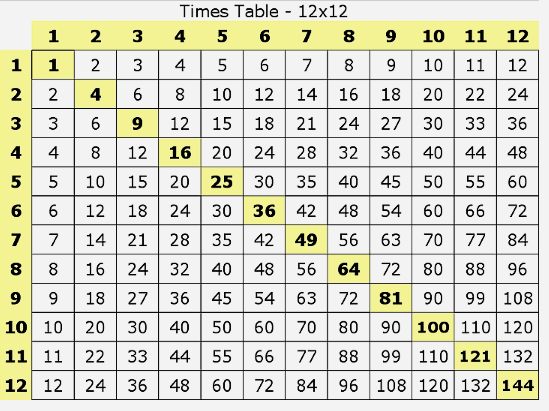 Times Table - 12x12
1 2 3 4 5 6 7 8 9 10 11 12
1 1 2 3 4 5 6 7 8 9 10 11 12
2 2 4 6 8 10 12 14 16 18 20 22 24
3 3 6 9 12 15 18 21 24 27 30 33 36
4 4 8 12 16 20 24 28 32 36 40 44 48
5 5 10 15 20 25 30 35 40 45 50 55 60
6 6 12 18 24 30 36 42 48 54 60 66 72
7 7 14 21 28 35 42 49 56 63 70 77 84
8 8 16 24 32 40 48 56 64 72 80 88 96
9 9 18 27 36 45 54 63 72 81 90 99 108
10 10 20 30 40 50 60 70 80 90 100 110 120
11 11 22 33 44 55 66 77 88 99 110 121 132
12 12 24 36 48 60 72 84 96 108 120 132 144